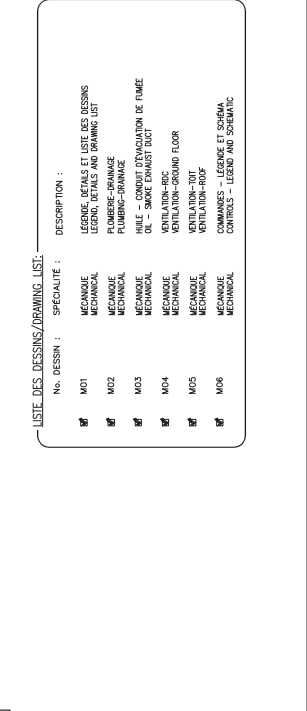 LISTE DES DESSINS/DRAWING LIST:
No. DESSIN : SPÉCIALITÉ : DESCRIPTION :
M01 MÉCANIQUE LÉGENDE, DÉTAILS ET LISTE DES DESSINS
MECHANICAL LEGEND, DETAILS AND DRAWING LIST
M02 MÉCANIQUE PLOMBERIE-DRAINAGE
MECHANICAL PLUMBING-DRAINAGE
M03 MÉCANIQUE HUILE - CONDUIT D'ÉVACUATION DE FUMÉE
MECHANICAL OIL - SMOKE EXHAUST DUCT
M04 MÉCANIQUE VENTILATION-RDC
MECHANICAL VENTILATION-GROUND FLOOR
M05 MÉCANIQUE VENTILATION-TOIT
MECHANICAL VENTILATION-ROOF
M06 MÉCANIQUE COMMANDES - LÉGENDE ET SCHÉMA
MECHANICAL CONTROLS - LEGEND AND SCHEMATIC